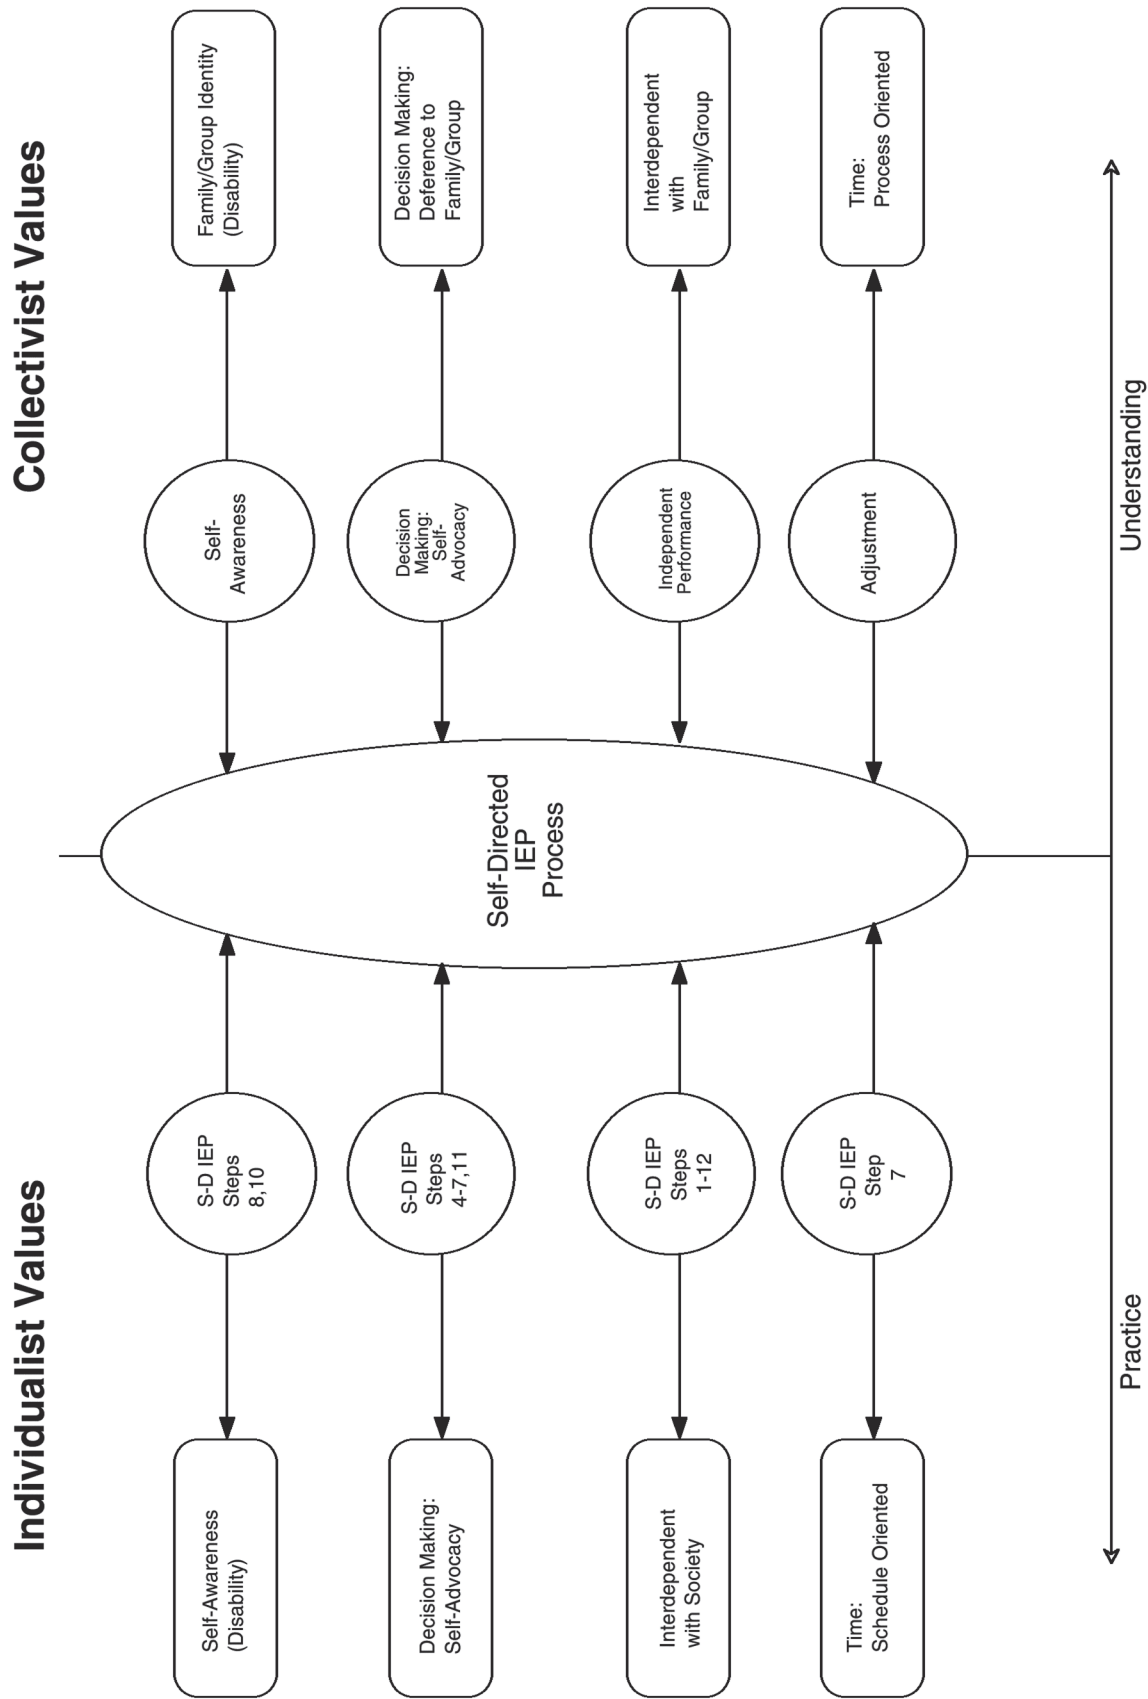 Individualist Values
Collectivist Values
Self-Awareness
(Disability)
S-D IEP
Steps
8,10
Self-
Awareness
Family/Group Identity
(Disability)
Decision Making:
Self-Advocacy
S-D IEP
Steps
4-7,11
Decision
Making:
Self-
Advocacy
Decision Making:
Deference to
Family/Group
Self-Directed
IEP
Process
Interdependent
with Society
S-D IEP
Steps
1-12
Independent
Performance
Interdependent
with
Family/Group
Time:
Schedule Oriented
S-D IEP
Step
7
Adjustment
Time:
Process Oriented
Practice
Understanding